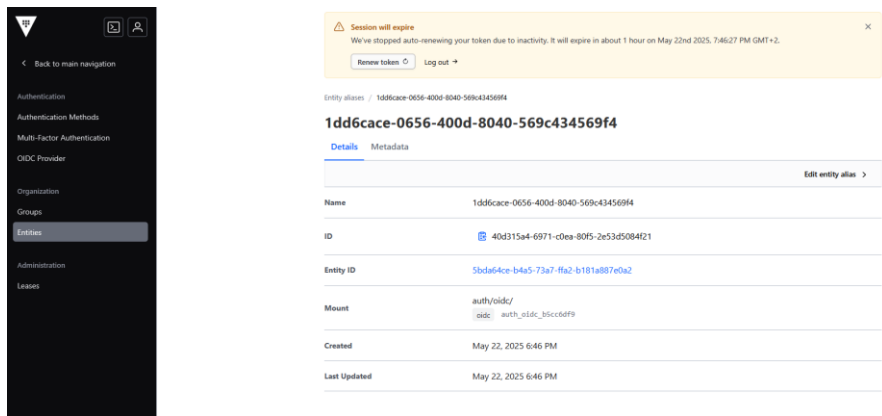 Back to main navigation
Authentication
Authentication Methods
Multi-Factor Authentication
OIDC Provider
Organization
Groups
Entities
Administration
Leases
Session will expire
We've stopped auto-renewing your token due to inactivity. It will expire in about 1 hour on May 22nd 2025, 7:46:27 PM GMT+2.
Renew token Log out
Entity aliases / 1dd6cace-0656-400d-8040-569c434569f4
1dd6cace-0656-400d-8040-569c434569f4
Details Metadata
Edit entity alias
Name 1dd6cace-0656-400d-8040-569c434569f4
ID 40d315a4-6971-c0ea-80f5-2e53d5084f21
Entity ID 5bda64ce-b4a5-73a7-ffa2-b181a887e0a2
Mount auth/oidc/
oidc auth_oidc_b5cc6df9
Created May 22, 2025 6:46 PM
Last Updated May 22, 2025 6:46 PM